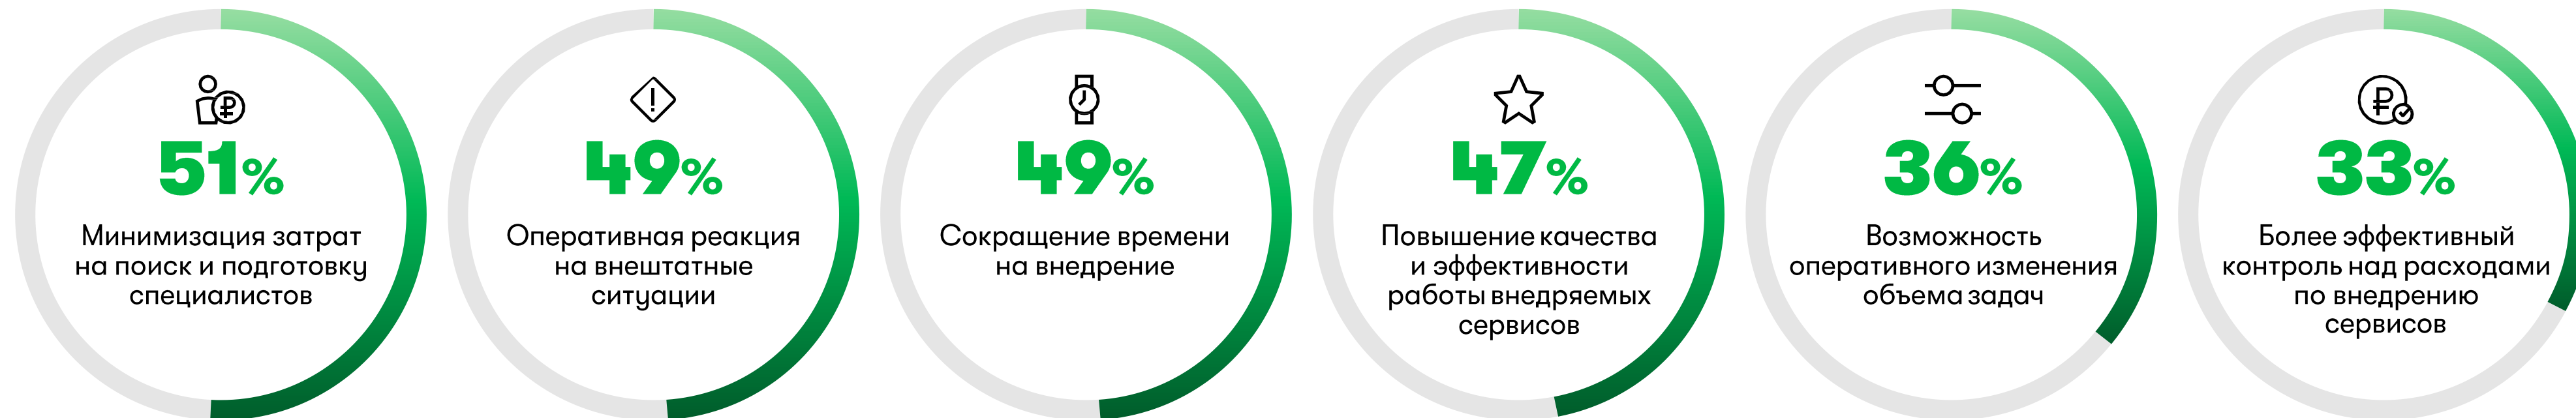 51%
Минимизация затрат
на поиск и подготовку
специалистов
49%
Оперативная реакция
на внештатные
ситуации
49%
Сокращение времени
на внедрение
47%
Повышение качества
и эффективности
работы внедряемых
сервисов
36%
Возможность
оперативного изменения
объема задач
33%
Более эффективный
контроль над расходами
по внедрению
сервисов